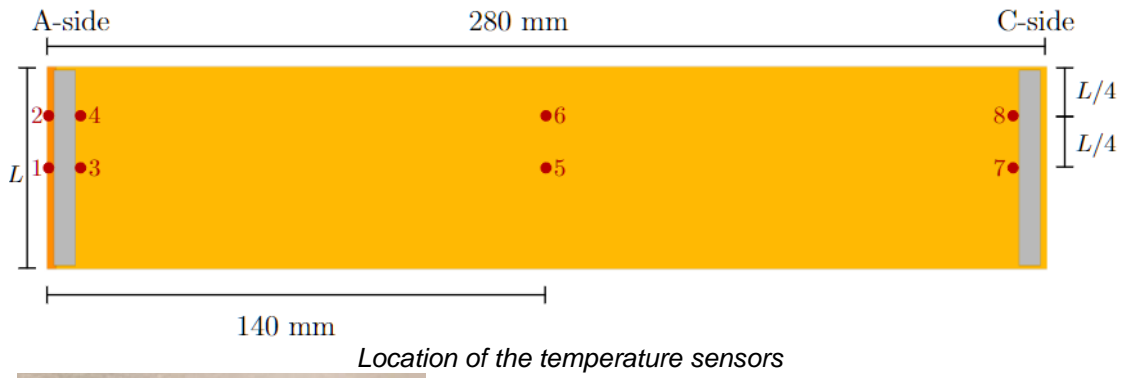 A-side 280 mm C-side
2 4 6 8 L/4
L 1 3 5 7 L/4
140 mm
Location of the temperature sensors